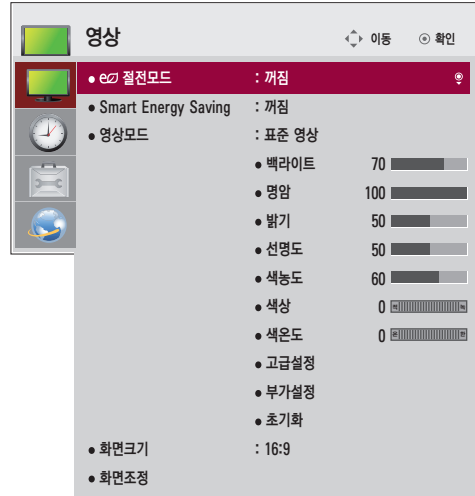 영상 이동 확인
● e 절전모드 : 꺼짐
● Smart Energy Saving : 꺼짐
● 영상모드 : 표준 영상
● 백라이트 70
● 명암 100
● 밝기 50
● 선명도 50
● 색농도 60
● 색상 0 적 녹
● 색온도 0
● 고급설정
● 부가설정
● 초기화
● 화면크기 : 16:9
● 화면조정